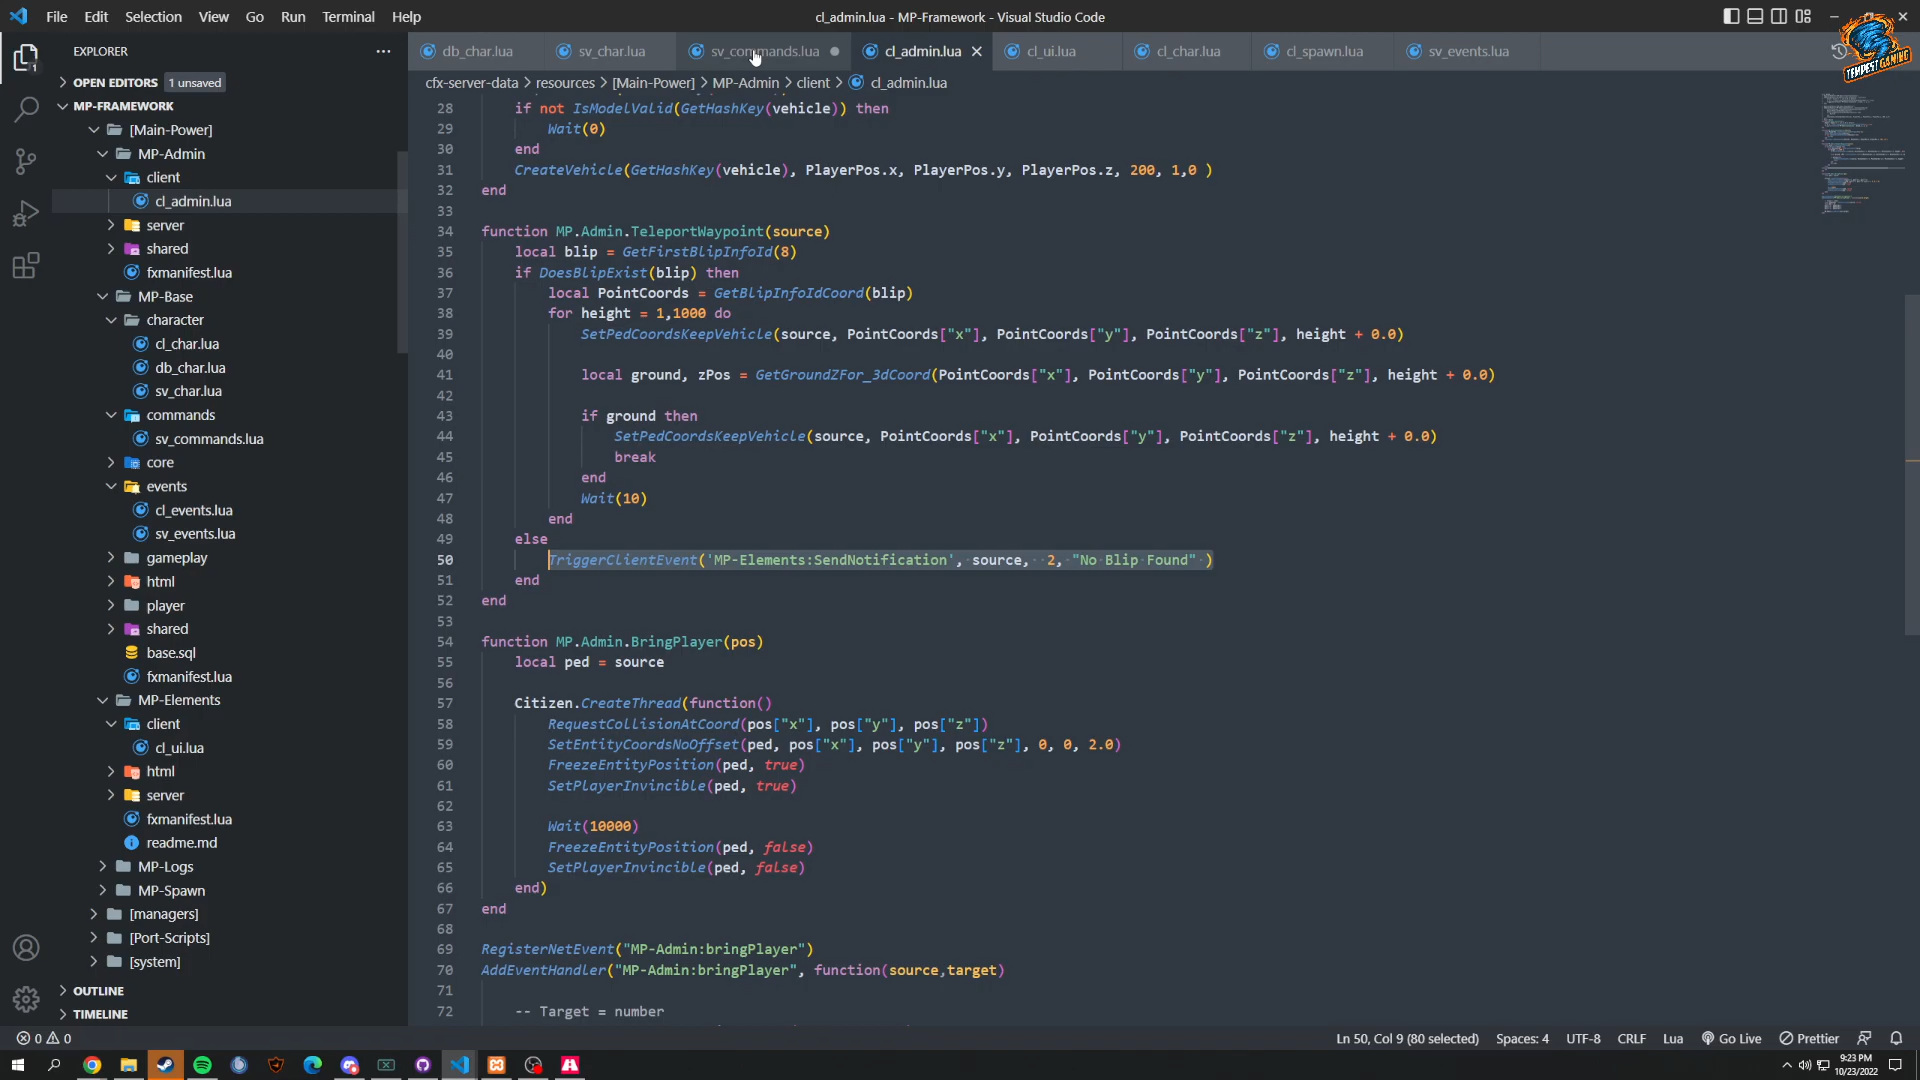 File Edit Selection View Go Run Terminal Help
cl_admin.lua - MP-Framework - Visual Studio Code
EXPLORER
OPEN EDITORS 1 unsaved
MP-FRAMEWORK
[Main-Power]
MP-Admin
client
cl_admin.lua
server
shared
fxmanifest.lua
MP-Base
character
cl_char.lua
db_char.lua
sv_char.lua
commands
sv_commands.lua
core
events
cl_events.lua
sv_events.lua
gameplay
html
player
shared
base.sql
fxmanifest.lua
MP-Elements
client
cl_ui.lua
html
server
fxmanifest.lua
readme.md
MP-Logs
MP-Spawn
[managers]
[Port-Scripts]
[system]
OUTLINE
TIMELINE
db_char.lua sv_char.lua sv_commands.lua cl_admin.lua cl_ui.lua cl_char.lua cl_spawn.lua sv_events.lua
TEMPEST GAMING
cfx-server-data > resources > [Main-Power] > MP-Admin > client > cl_admin.lua
28 if not IsModelValid(GetHashKey(vehicle)) then
29 Wait(0)
30 end
31 CreateVehicle(GetHashKey(vehicle), PlayerPos.x, PlayerPos.y, PlayerPos.z, 200, 1,0 )
32 end
33
34 function MP.Admin.TeleportWaypoint(source)
35 local blip = GetFirstBlipInfoId(8)
36 if DoesBlipExist(blip) then
37 local PointCoords = GetBlipInfoIdCoord(blip)
38 for height = 1,1000 do
39 SetPedCoordsKeepVehicle(source, PointCoords["x"], PointCoords["y"], PointCoords["z"], height + 0.0)
40
41 local ground, zPos = GetGroundZFor_3dCoord(PointCoords["x"], PointCoords["y"], PointCoords["z"], height + 0.0)
42
43 if ground then
44 SetPedCoordsKeepVehicle(source, PointCoords["x"], PointCoords["y"], PointCoords["z"], height + 0.0)
45 break
46 end
47 Wait(10)
48 end
49 else
50 TriggerClientEvent('MP-Elements:SendNotification', source,  2, "No Blip Found" )
51 end
52 end
53
54 function MP.Admin.BringPlayer(pos)
55 local ped = source
56
57 Citizen.CreateThread(function()
58 RequestCollisionAtCoord(pos["x"], pos["y"], pos["z"])
59 SetEntityCoordsNoOffset(ped, pos["x"], pos["y"], pos["z"], 0, 0, 2.0)
60 FreezeEntityPosition(ped, true)
61 SetPlayerInvincible(ped, true)
62
63 Wait(10000)
64 FreezeEntityPosition(ped, false)
65 SetPlayerInvincible(ped, false)
66 end)
67 end
68
69 RegisterNetEvent("MP-Admin:bringPlayer")
70 AddEventHandler("MP-Admin:bringPlayer", function(source,target)
71
72 -- Target = number
0 0 Ln 50, Col 9 (80 selected) Spaces: 4 UTF-8 CRLF Lua Go Live Prettier
9:23 PM
10/23/2022